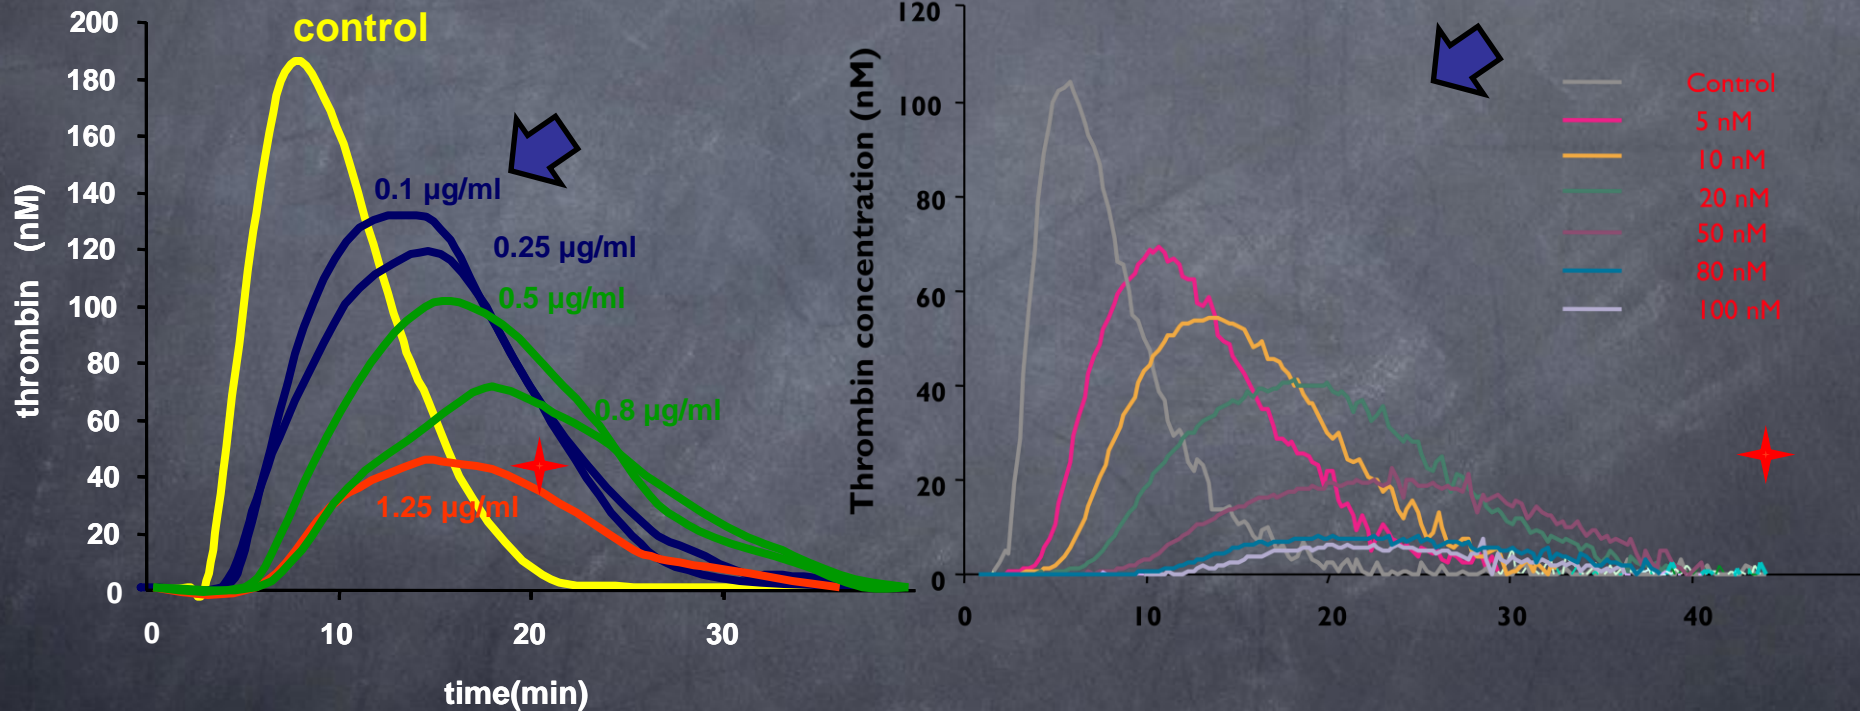 control
200
180
160
140
120
100
80
60
40
20
0
thrombin (nM)
0.1 µg/ml
0.25 µg/ml
0.5 µg/ml
0.8 µg/ml
1.25 µg/ml
0
10
20
30
time(min)
120
100
80
60
40
20
0
Thrombin concentration (nM)
Control
5 nM
10 nM
20 nM
50 nM
80 nM
100 nM
0
10
20
30
40